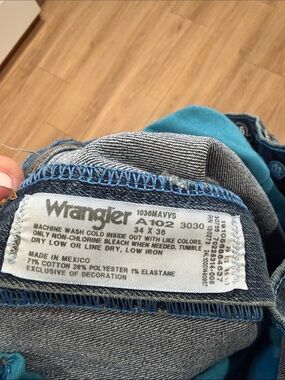 1036MAVVS
Wrangler A102 3030
34 X 36
MACHINE WASH COLD INSIDE OUT WITH LIKE COLORS,
ONLY NON-CHLORINE BLEACH WHEN NEEDED, TUMBLE
DRY LOW OR LINE DRY, LOW IRON
MADE IN MEXICO
71% COTTON 28% POLYESTER 1% ELASTANE
EXCLUSIVE OF DECORATION